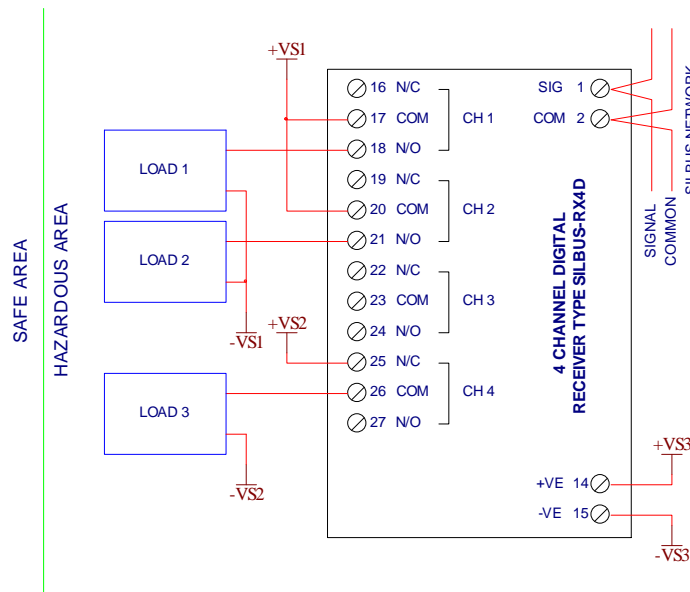 SAFE AREA
HAZARDOUS AREA
+VS1
LOAD 1
LOAD 2
-VS1
+VS2
LOAD 3
-VS2
16 N/C
17 COM
18 N/O
CH 1
19 N/C
20 COM
21 N/O
CH 2
22 N/C
23 COM
24 N/O
CH 3
25 N/C
26 COM
27 N/O
CH 4
4 CHANNEL DIGITAL
RECEIVER TYPE SILBUS-RX4D
SIG 1
COM 2
+VE 14
-VE 15
SIGNAL
COMMON
SILBUS NETWORK
+VS3
-VS3